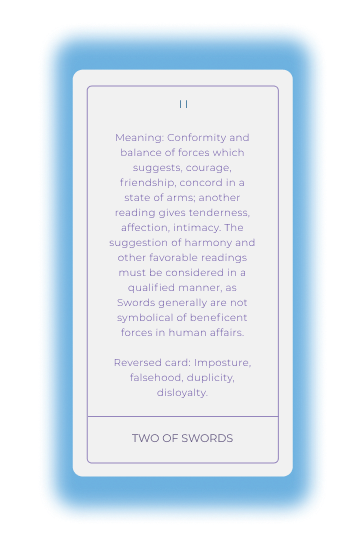 II
Meaning: Conformity and
balance of forces which
suggests, courage,
friendship, concord in a
state of arms; another
reading gives tenderness,
affection, intimacy. The
suggestion of harmony and
other favorable readings
must be considered in a
qualified manner, as
Swords generally are not
symbolical of beneficent
forces in human affairs.
Reversed card: Imposture,
falsehood, duplicity,
disloyalty.
TWO OF SWORDS